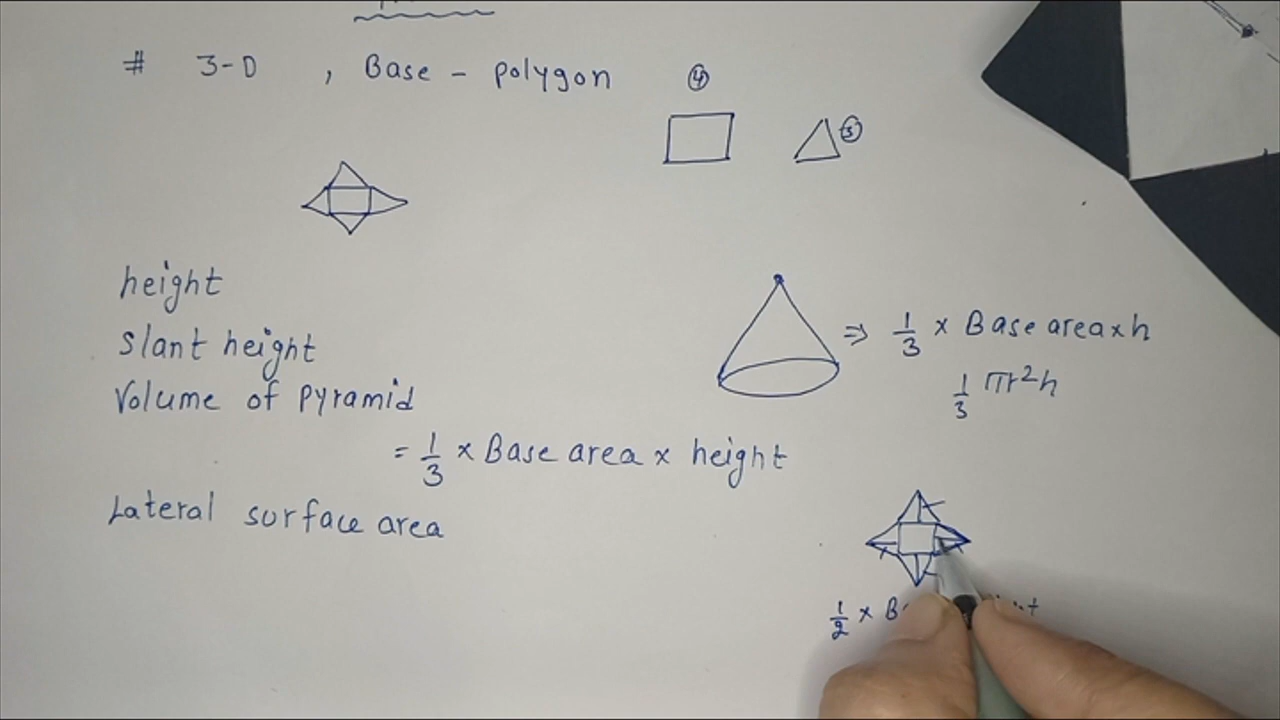 # 3-D , Base - polygon
4
3
height
slant height
Volume of pyramid
= 1/3 × Base area × height
Lateral surface area
⇒ 1/3 × Base area × h
1/3 πr²h
1/2 ×